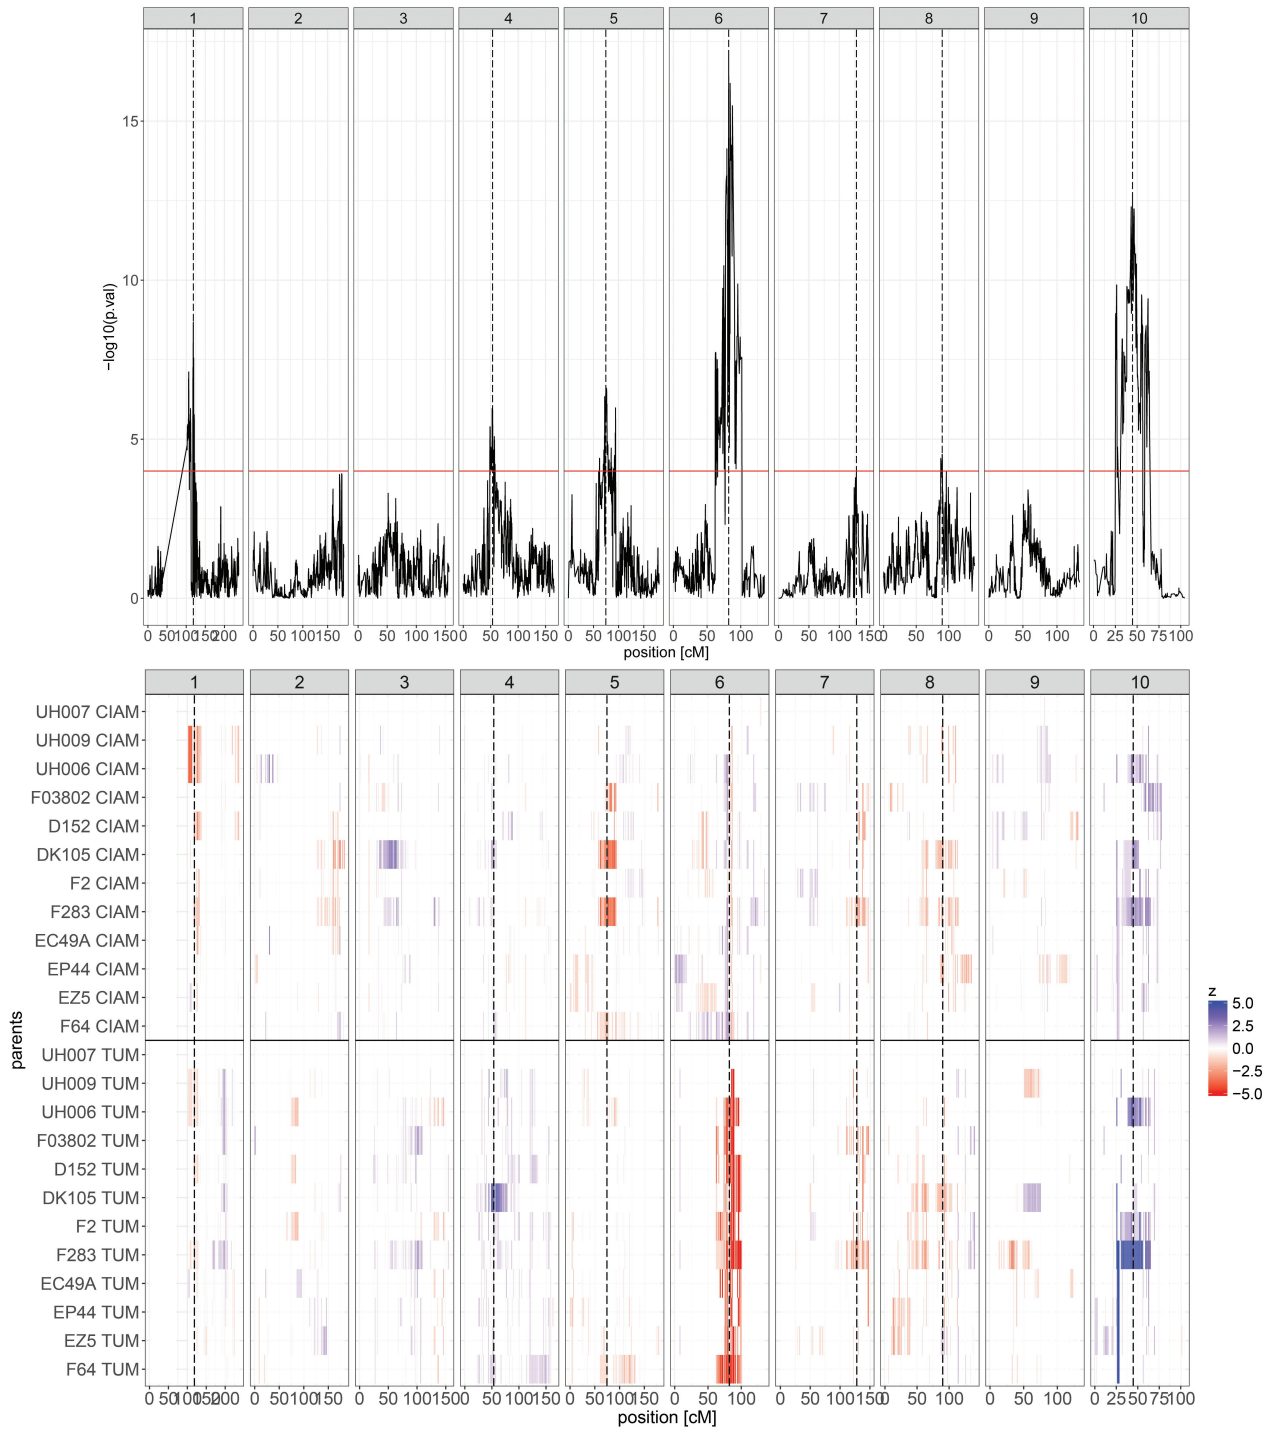 1 2 3 4 5 6 7 8 9 10
15
10
5
0
−log10(p.val)
0 50 100 150 200 0 50 100 150 0 50 100 150 0 50 100 150 0 50 100 150 0 50 100 0 50 100 150 0 50 100 0 50 100 0 25 50 75 100
position [cM]
1 2 3 4 5 6 7 8 9 10
UH007 CIAM
UH009 CIAM
UH006 CIAM
F03802 CIAM
D152 CIAM
DK105 CIAM
F2 CIAM
F283 CIAM
EC49A CIAM
EP44 CIAM
EZ5 CIAM
F64 CIAM
UH007 TUM
UH009 TUM
UH006 TUM
F03802 TUM
D152 TUM
DK105 TUM
F2 TUM
F283 TUM
EC49A TUM
EP44 TUM
EZ5 TUM
F64 TUM
parents
z
5.0
2.5
0.0
−2.5
−5.0
0 50 100 150 200 0 50 100 150 0 50 100 150 0 50 100 150 0 50 100 150 0 50 100 0 50 100 150 0 50 100 0 50 100 0 25 50 75 100
position [cM]